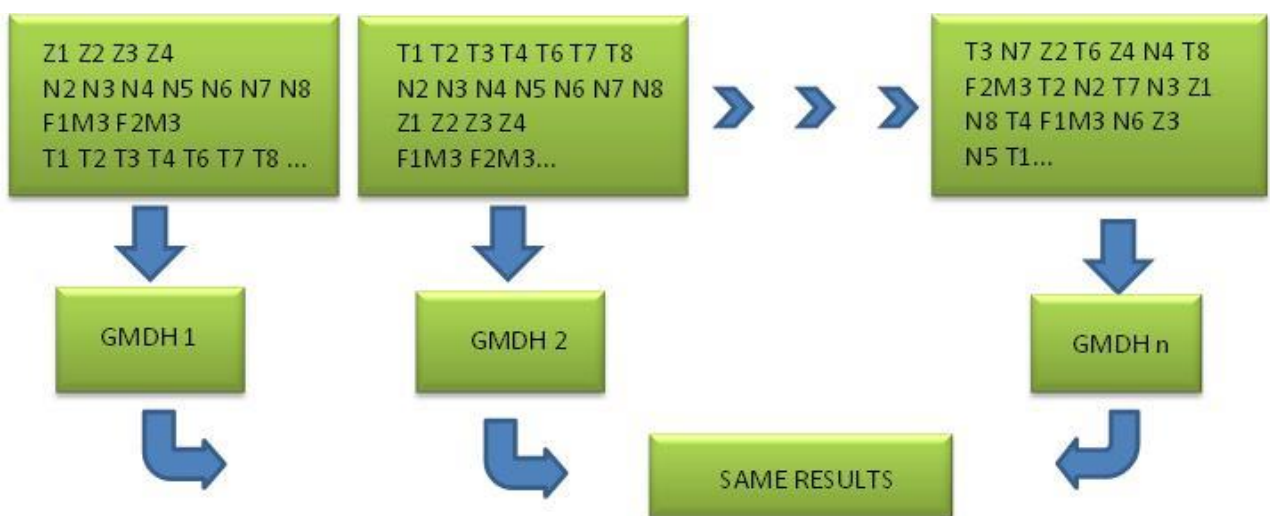 Z1 Z2 Z3 Z4
N2 N3 N4 N5 N6 N7 N8
F1M3 F2M3
T1 T2 T3 T4 T6 T7 T8 ...
T1 T2 T3 T4 T6 T7 T8
N2 N3 N4 N5 N6 N7 N8
Z1 Z2 Z3 Z4
F1M3 F2M3...
T3 N7 Z2 T6 Z4 N4 T8
F2M3 T2 N2 T7 N3 Z1
N8 T4 F1M3 N6 Z3
N5 T1...
GMDH 1
GMDH 2
GMDH n
SAME RESULTS